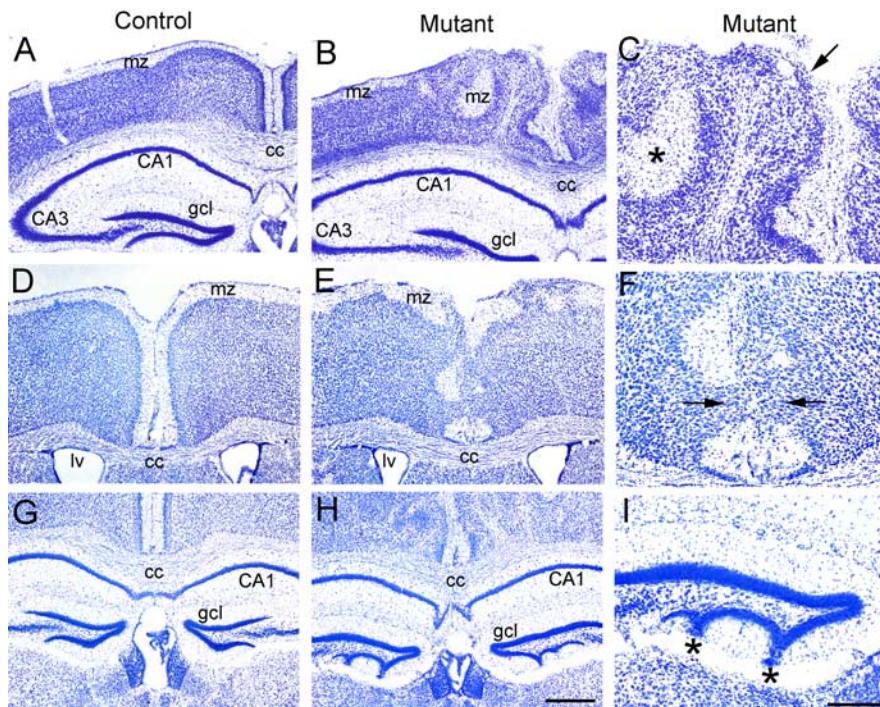 Control Mutant Mutant
A mz cc CA1 CA3 gcl
B mz mz CA1 cc CA3 gcl
C *
D mz lv cc
E mz lv cc
F
G cc CA1 gcl
H cc CA1 gcl
I * *